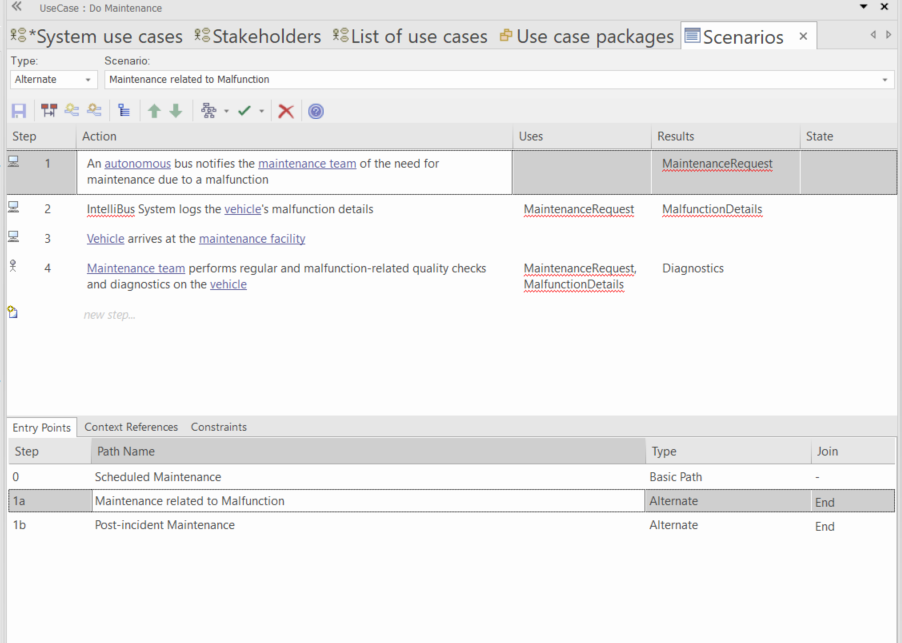 UseCase : Do Maintenance
*System use cases Stakeholders List of use cases Use case packages Scenarios
Type: Scenario:
Alternate Maintenance related to Malfunction
Step Action Uses Results State
1 An autonomous bus notifies the maintenance team of the need for MaintenanceRequest
maintenance due to a malfunction
2 IntelliBus System logs the vehicle's malfunction details MaintenanceRequest MalfunctionDetails
3 Vehicle arrives at the maintenance facility
4 Maintenance team performs regular and malfunction-related quality checks MaintenanceRequest, Diagnostics
and diagnostics on the vehicle MalfunctionDetails
new step...
Entry Points Context References Constraints
Step Path Name Type Join
0 Scheduled Maintenance Basic Path -
1a Maintenance related to Malfunction Alternate End
1b Post-incident Maintenance Alternate End